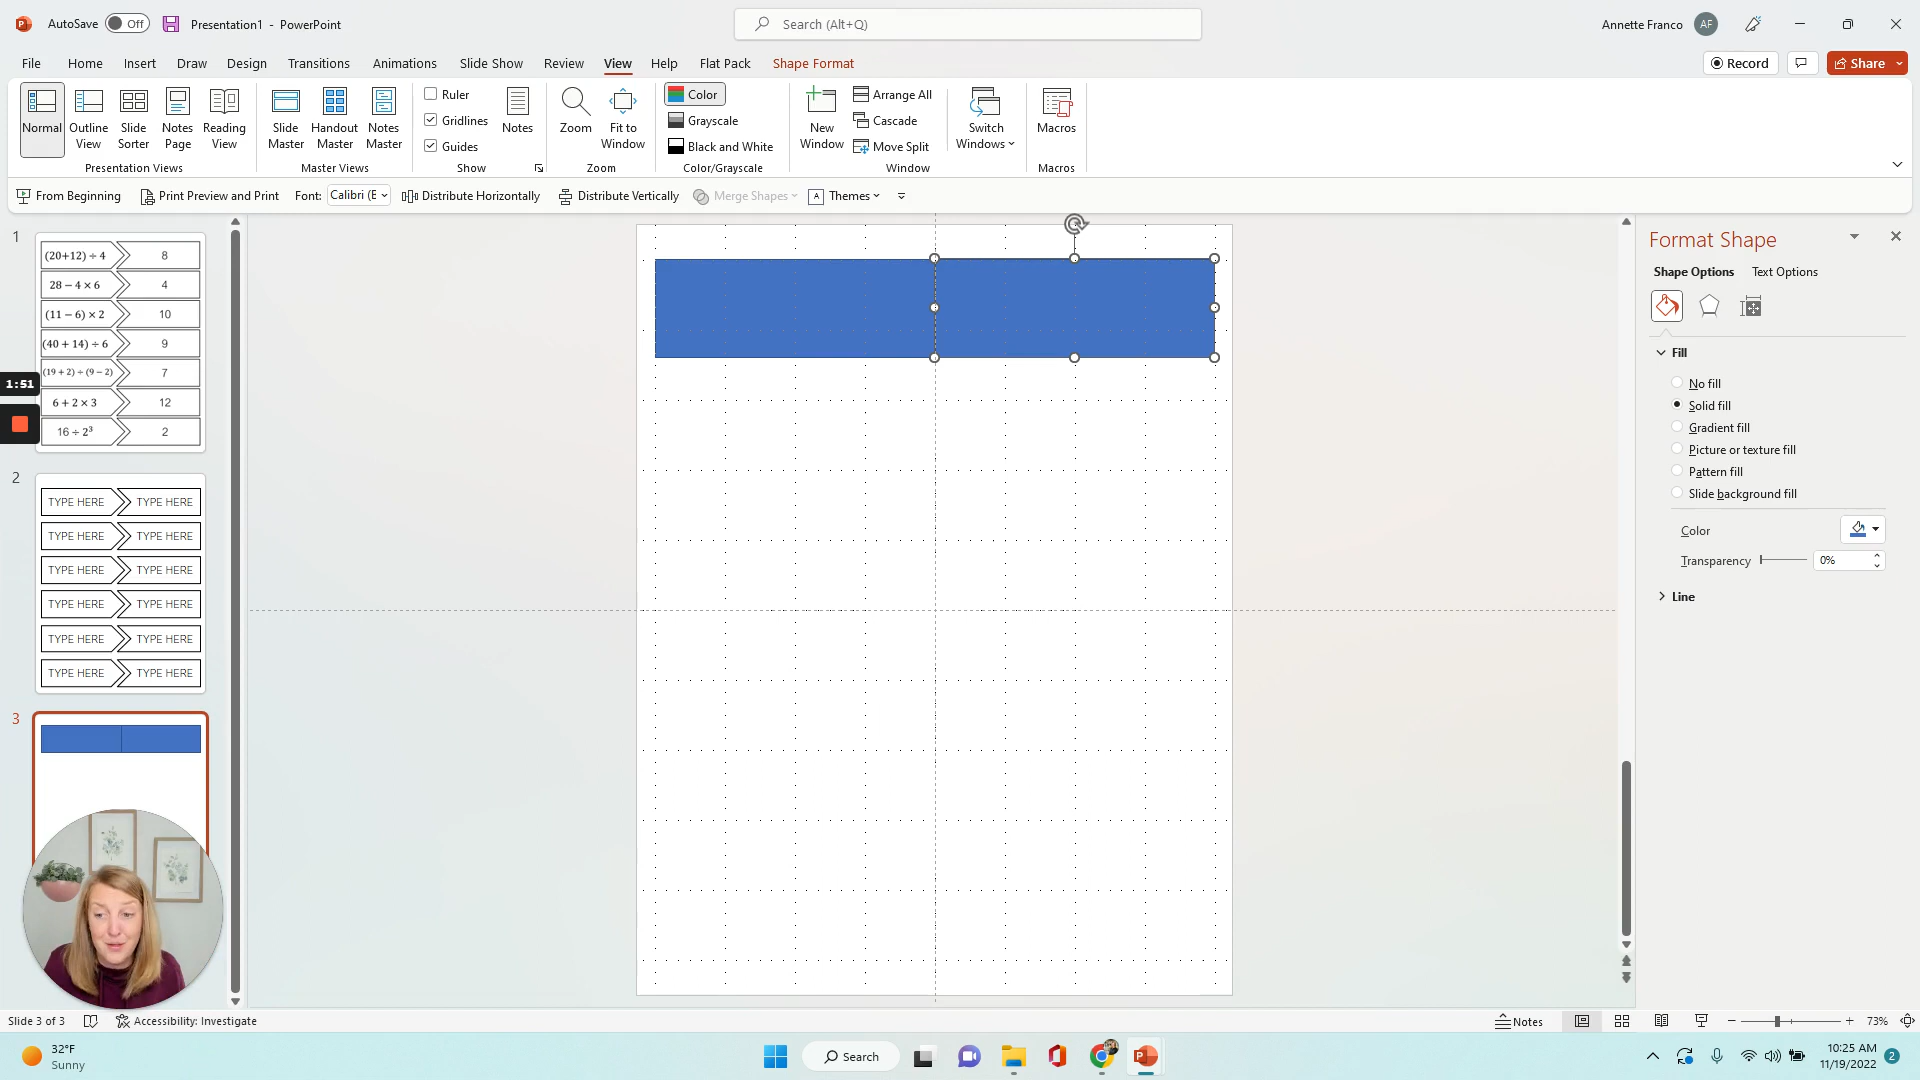 AutoSave Off Presentation1 - PowerPoint Search (Alt+Q) Annette Franco AF
File Home Insert Draw Design Transitions Animations Slide Show Review View Help Flat Pack Shape Format Record Share
Normal Outline View Slide Sorter Notes Page Reading View
Presentation Views
Slide Master Handout Master Notes Master
Master Views
Ruler
Gridlines
Guides
Notes
Show
Zoom Fit to Window
Zoom
Color
Grayscale
Black and White
Color/Grayscale
New Window
Arrange All
Cascade
Move Split
Switch Windows
Window
Macros
Macros
From Beginning Print Preview and Print Font: Calibri (E Distribute Horizontally Distribute Vertically Merge Shapes A Themes
1
(20+12) ÷ 4 8
28 − 4 × 6 4
(11 − 6) × 2 10
(40 + 14) ÷ 6 9
(19 + 2) ÷ (9 − 2) 7
6 + 2 × 3 12
16 ÷ 2³ 2
1:51
2
TYPE HERE TYPE HERE
TYPE HERE TYPE HERE
TYPE HERE TYPE HERE
TYPE HERE TYPE HERE
TYPE HERE TYPE HERE
TYPE HERE TYPE HERE
3
Format Shape
Shape Options Text Options
Fill
No fill
Solid fill
Gradient fill
Picture or texture fill
Pattern fill
Slide background fill
Color
Transparency 0%
Line
Slide 3 of 3 Accessibility: Investigate Notes 73%
32°F
Sunny
Search
10:25 AM
11/19/2022
2